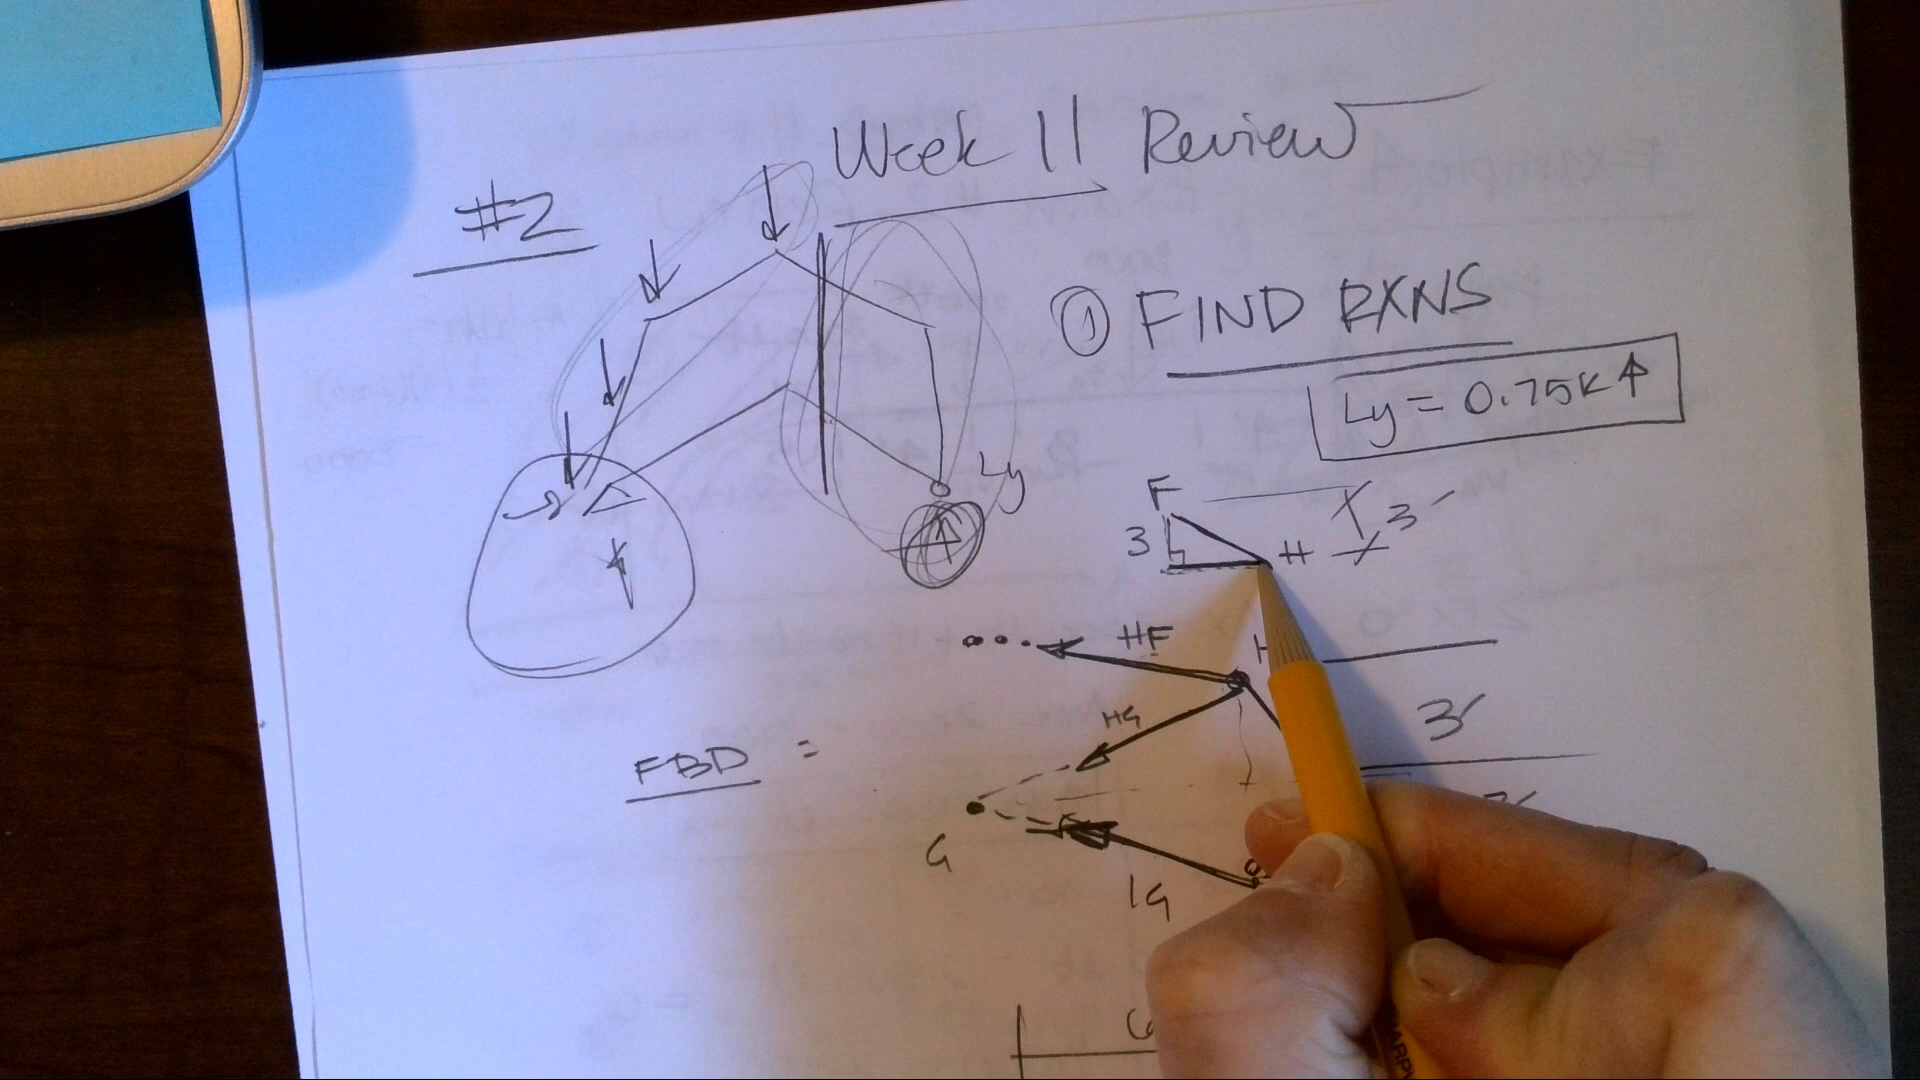 Week 11 Review
#2
① FIND RXNS
Ly = 0.75K↑
Ly
F
3
H
3
HF
HG
3
FBD =
G
IG